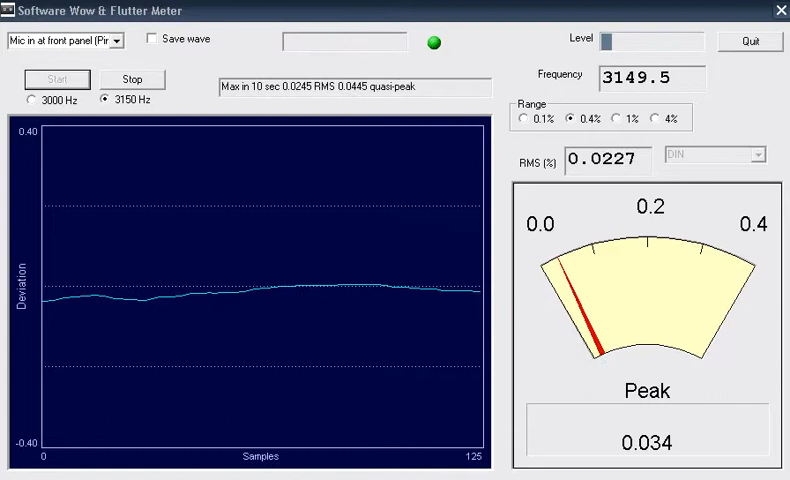 Software Wow & Flutter Meter
Mic in at front panel (Pir
Save wave
Level
Quit
Start
Stop
Frequency
3149.5
3000 Hz
3150 Hz
Max in 10 sec 0.0245 RMS 0.0445 quasi-peak
Range
0.1%
0.4%
1%
4%
RMS (%)
0.0227
DIN
0.40
Deviation
-0.40
0
Samples
125
0.0
0.2
0.4
Peak
0.034